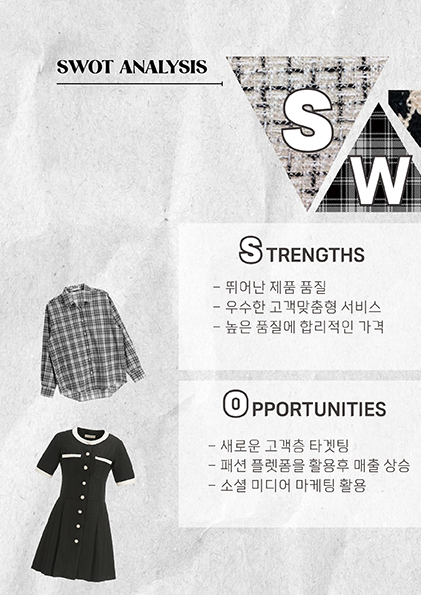 SWOT ANALYSIS
S
W
STRENGTHS
- 뛰어난 제품 품질
- 우수한 고객맞춤형 서비스
- 높은 품질에 합리적인 가격
OPPORTUNITIES
- 새로운 고객층 타겟팅
- 패션 플렛폼을 활용후 매출 상승
- 소셜 미디어 마케팅 활용